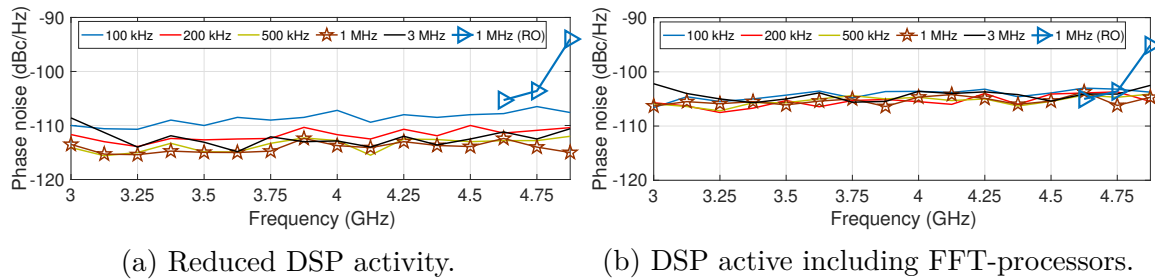 -90
-100
-110
-120
Phase noise (dBc/Hz)
100 kHz 200 kHz 500 kHz 1 MHz 3 MHz 1 MHz (RO)
3 3.25 3.5 3.75 4 4.25 4.5 4.75
Frequency (GHz)
(a) Reduced DSP activity.
-90
-100
-110
-120
Phase noise (dBc/Hz)
100 kHz 200 kHz 500 kHz 1 MHz 3 MHz 1 MHz (RO)
3 3.25 3.5 3.75 4 4.25 4.5 4.75
Frequency (GHz)
(b) DSP active including FFT-processors.